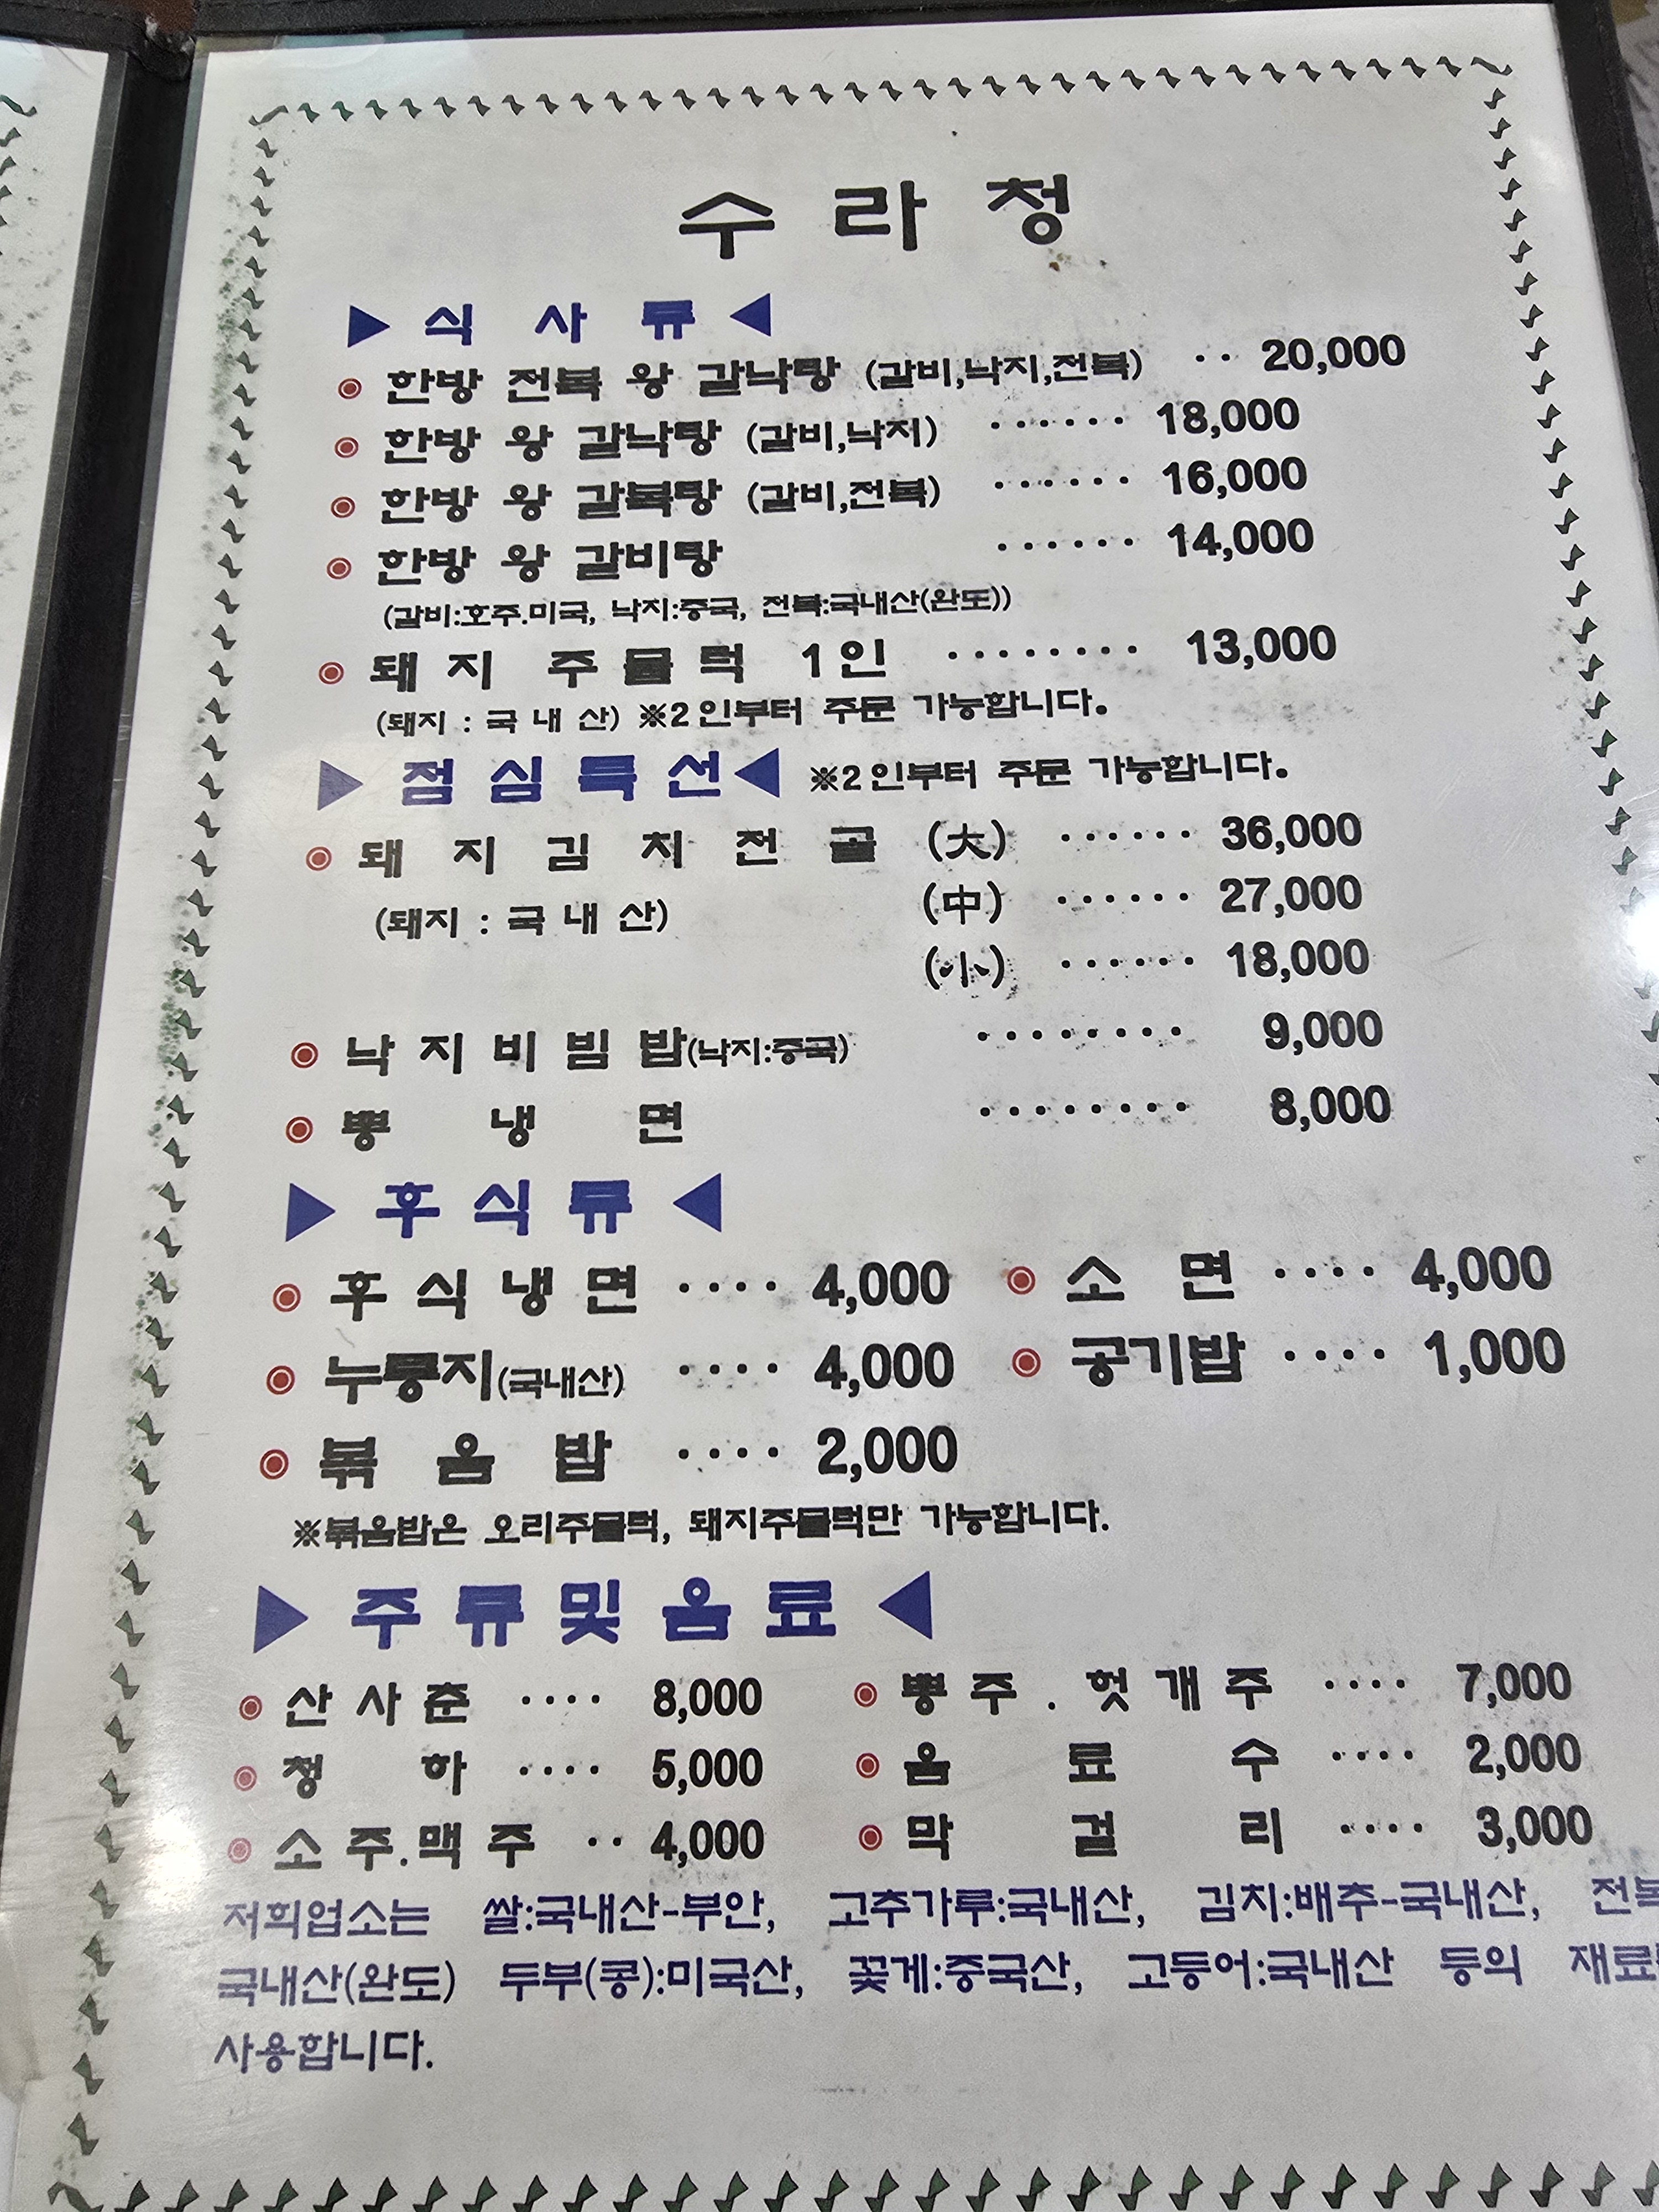 수라청
▶ 식 사 류 ◀
◉ 한방 전복 왕 갈낙탕 (갈비,낙지,전복) ·· 20,000
◉ 한방 왕 갈낙탕 (갈비,낙지) ······ 18,000
◉ 한방 왕 갈복탕 (갈비,전복) ······ 16,000
◉ 한방 왕 갈비탕 ······ 14,000
(갈비:호주.미국, 낙지:중국, 전복:국내산(완도))
◉ 돼 지 주 물 럭 1인 ········ 13,000
(돼지 : 국 내 산) ※2인부터 주문 가능합니다.
▶ 점 심 특 선 ◀ ※2인부터 주문 가능합니다.
◉ 돼 지 김 치 전 골 (大) ······ 36,000
(돼지 : 국 내 산) (中) ······ 27,000
(小) ······ 18,000
◉ 낙 지 비 빔 밥(낙지:중국) ········ 9,000
◉ 뽕 냉 면 ········ 8,000
▶ 후 식 류 ◀
◉ 후 식 냉 면 ···· 4,000 ◉ 소 면 ···· 4,000
◉ 누룽지(국내산) ···· 4,000 ◉ 공기밥 ···· 1,000
◉ 볶 음 밥 ···· 2,000
※볶음밥은 오리주물럭, 돼지주물럭만 가능합니다.
▶ 주 류 및 음 료 ◀
◉ 산 사 춘 ···· 8,000 ◉ 뽕 주 . 헛 개 주 ···· 7,000
◉ 청 하 ···· 5,000 ◉ 음 료 수 ···· 2,000
◉ 소 주.맥 주 ·· 4,000 ◉ 막 걸 리 ···· 3,000
저희업소는 쌀:국내산-부안, 고추가루:국내산, 김치:배추-국내산, 전복
국내산(완도) 두부(콩):미국산, 꽃게:중국산, 고등어:국내산 등의 재료
사용합니다.